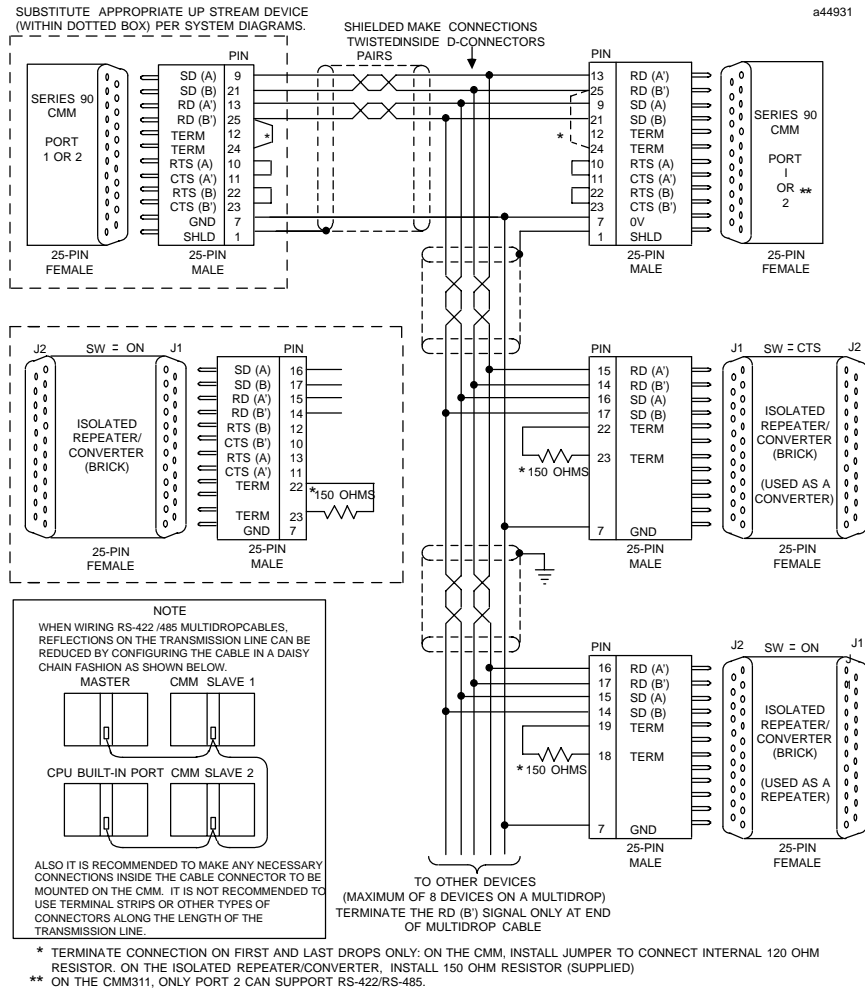 SUBSTITUTE APPROPRIATE UP STREAM DEVICE
(WITHIN DOTTED BOX) PER SYSTEM DIAGRAMS.
a44931
SHIELDED MAKE CONNECTIONS
TWISTEDINSIDE D-CONNECTORS
PAIRS
PIN
SERIES 90
CMM
PORT
1 OR 2
SD (A) 9
SD (B) 21
RD (A') 13
RD (B') 25
TERM 12
TERM 24
RTS (A) 10
CTS (A') 11
RTS (B) 22
CTS (B') 23
GND 7
SHLD 1
*
25-PIN
FEMALE
25-PIN
MALE
PIN
13 RD (A')
25 RD (B')
9 SD (A)
21 SD (B)
12 TERM
24 TERM
10 RTS (A)
11 CTS (A')
22 RTS (B)
23 CTS (B')
7 0V
1 SHLD
*
SERIES 90
CMM
PORT
I
OR **
2
25-PIN
MALE
25-PIN
FEMALE
J2 SW = ON J1
PIN
ISOLATED
REPEATER/
CONVERTER
(BRICK)
SD (A) 16
SD (B) 17
RD (A') 15
RD (B') 14
RTS (B) 12
CTS (B') 10
RTS (A) 13
CTS (A') 11
TERM 22
*150 OHMS
TERM 23
GND 7
25-PIN
FEMALE
25-PIN
MALE
PIN
J1 SW = CTS J2
15 RD (A')
14 RD (B')
16 SD (A)
17 SD (B)
22 TERM
23 TERM
* 150 OHMS
7 GND
ISOLATED
REPEATER/
CONVERTER
(BRICK)
(USED AS A
CONVERTER)
25-PIN
MALE
25-PIN
FEMALE
NOTE
WHEN WIRING RS-422 /485 MULTIDROPCABLES,
REFLECTIONS ON THE TRANSMISSION LINE CAN BE
REDUCED BY CONFIGURING THE CABLE IN A DAISY
CHAIN FASHION AS SHOWN BELOW.
MASTER CMM SLAVE 1
CPU BUILT-IN PORT CMM SLAVE 2
ALSO IT IS RECOMMENDED TO MAKE ANY NECESSARY
CONNECTIONS INSIDE THE CABLE CONNECTOR TO BE
MOUNTED ON THE CMM. IT IS NOT RECOMMENDED TO
USE TERMINAL STRIPS OR OTHER TYPES OF
CONNECTORS ALONG THE LENGTH OF THE
TRANSMISSION LINE.
PIN
J2 SW = ON J1
J
16 RD (A')
17 RD (B')
15 SD (A)
14 SD (B)
19 TERM
18 TERM
* 150 OHMS
7 GND
ISOLATED
REPEATER/
CONVERTER
(BRICK)
(USED AS A
REPEATER)
25-PIN
MALE
25-PIN
FEMALE
TO OTHER DEVICES
(MAXIMUM OF 8 DEVICES ON A MULTIDROP)
TERMINATE THE RD (B') SIGNAL ONLY AT END
OF MULTIDROP CABLE
* TERMINATE CONNECTION ON FIRST AND LAST DROPS ONLY: ON THE CMM, INSTALL JUMPER TO CONNECT INTERNAL 120 OHM
RESISTOR. ON THE ISOLATED REPEATER/CONVERTER, INSTALL 150 OHM RESISTOR (SUPPLIED)
** ON THE CMM311, ONLY PORT 2 CAN SUPPORT RS-422/RS-485.